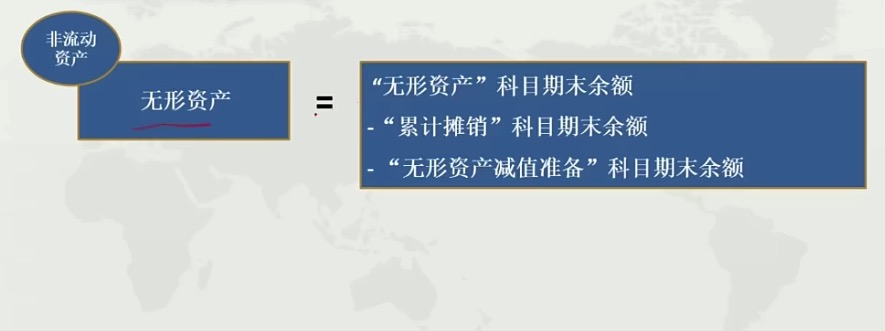 非流动
资产
无形资产
=
“无形资产”科目期末余额
-“累计摊销”科目期末余额
- “无形资产减值准备”科目期末余额